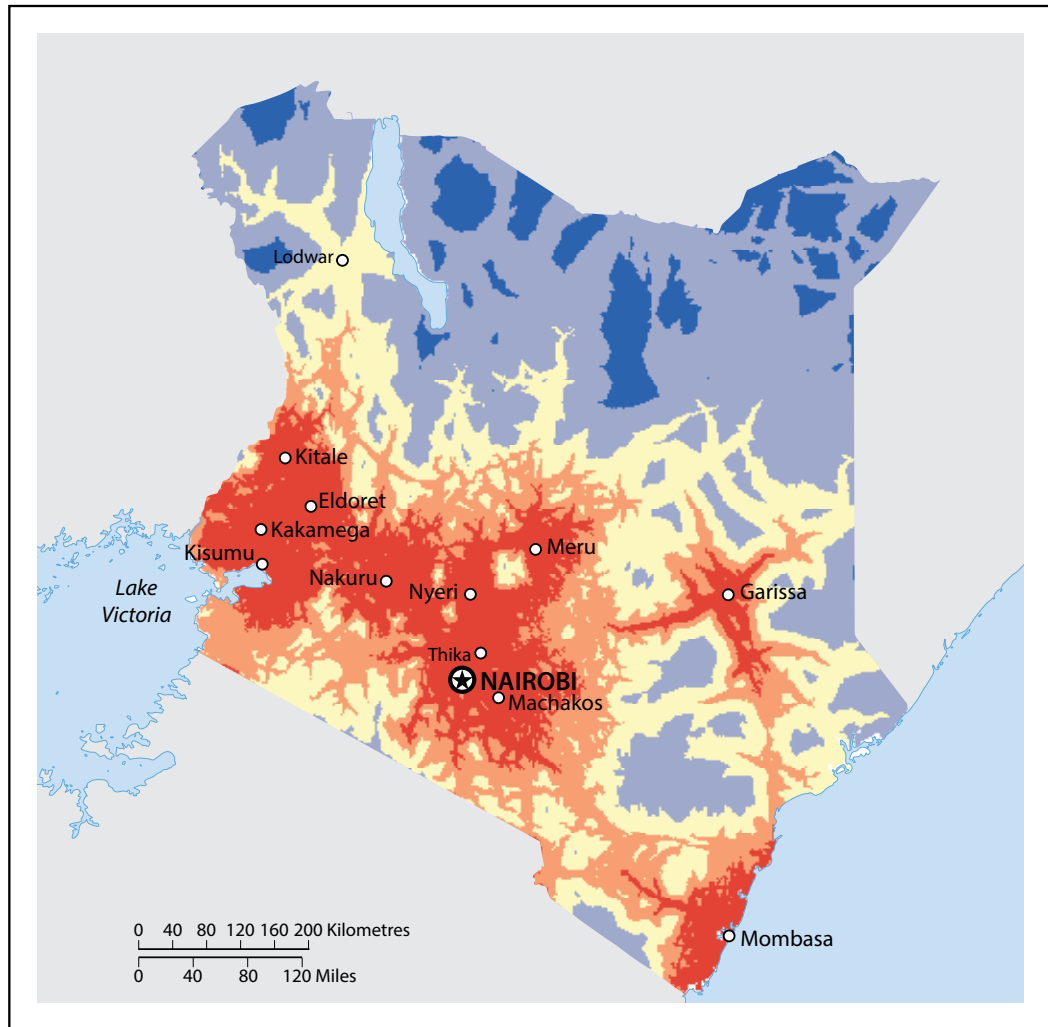 Lodwar
Kitale
Eldoret
Kakamega
Kisumu
Meru
Lake
Victoria
Nakuru
Nyeri
Garissa
Thika
NAIROBI
Machakos
0 40 80 120 160 200 Kilometres
0 40 80 120 Miles
Mombasa